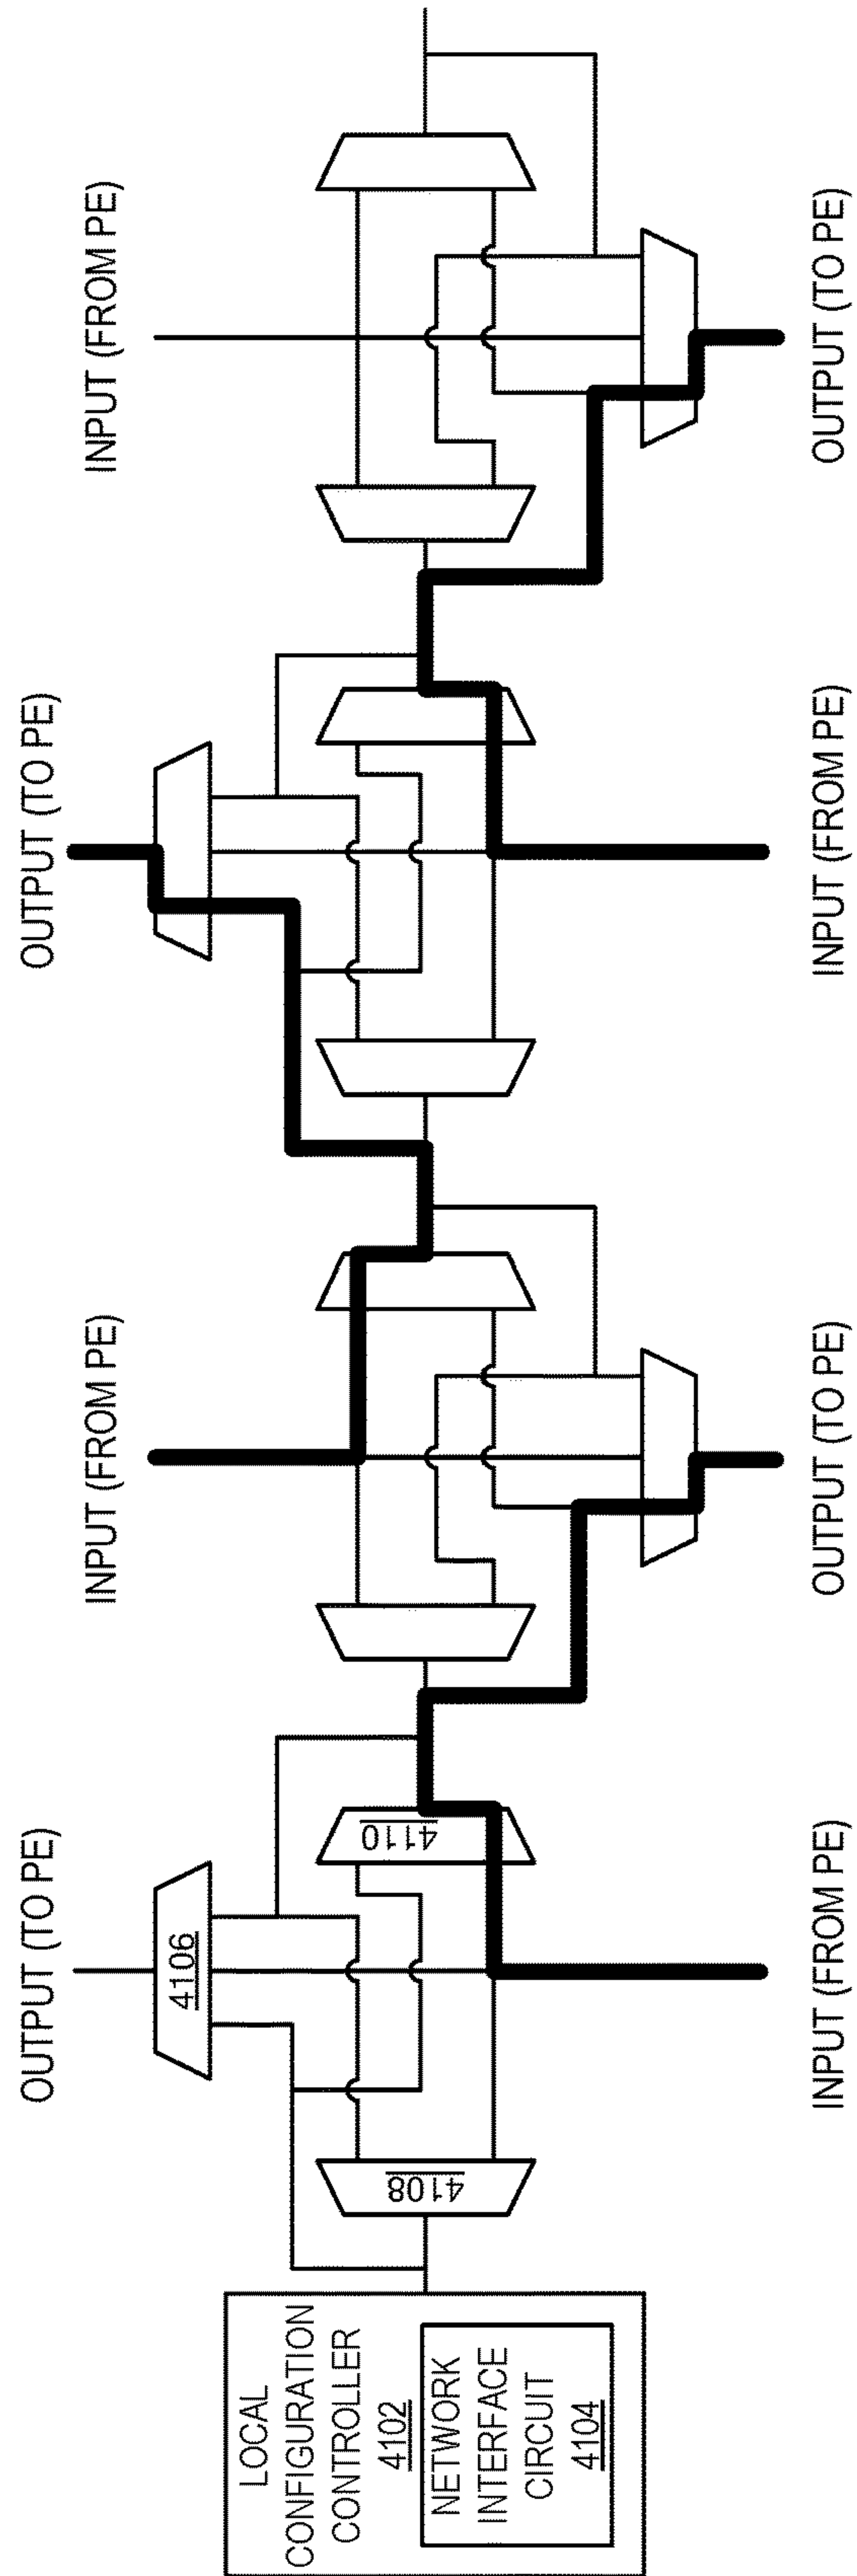 LOCAL
CONFIGURATION
CONTROLLER
4102
NETWORK
INTERFACE
CIRCUIT
4104
OUTPUT (TO PE)
4106
4108
4110
INPUT (FROM PE)
INPUT (FROM PE)
OUTPUT (TO PE)
OUTPUT (TO PE)
INPUT (FROM PE)
INPUT (FROM PE)
OUTPUT (TO PE)